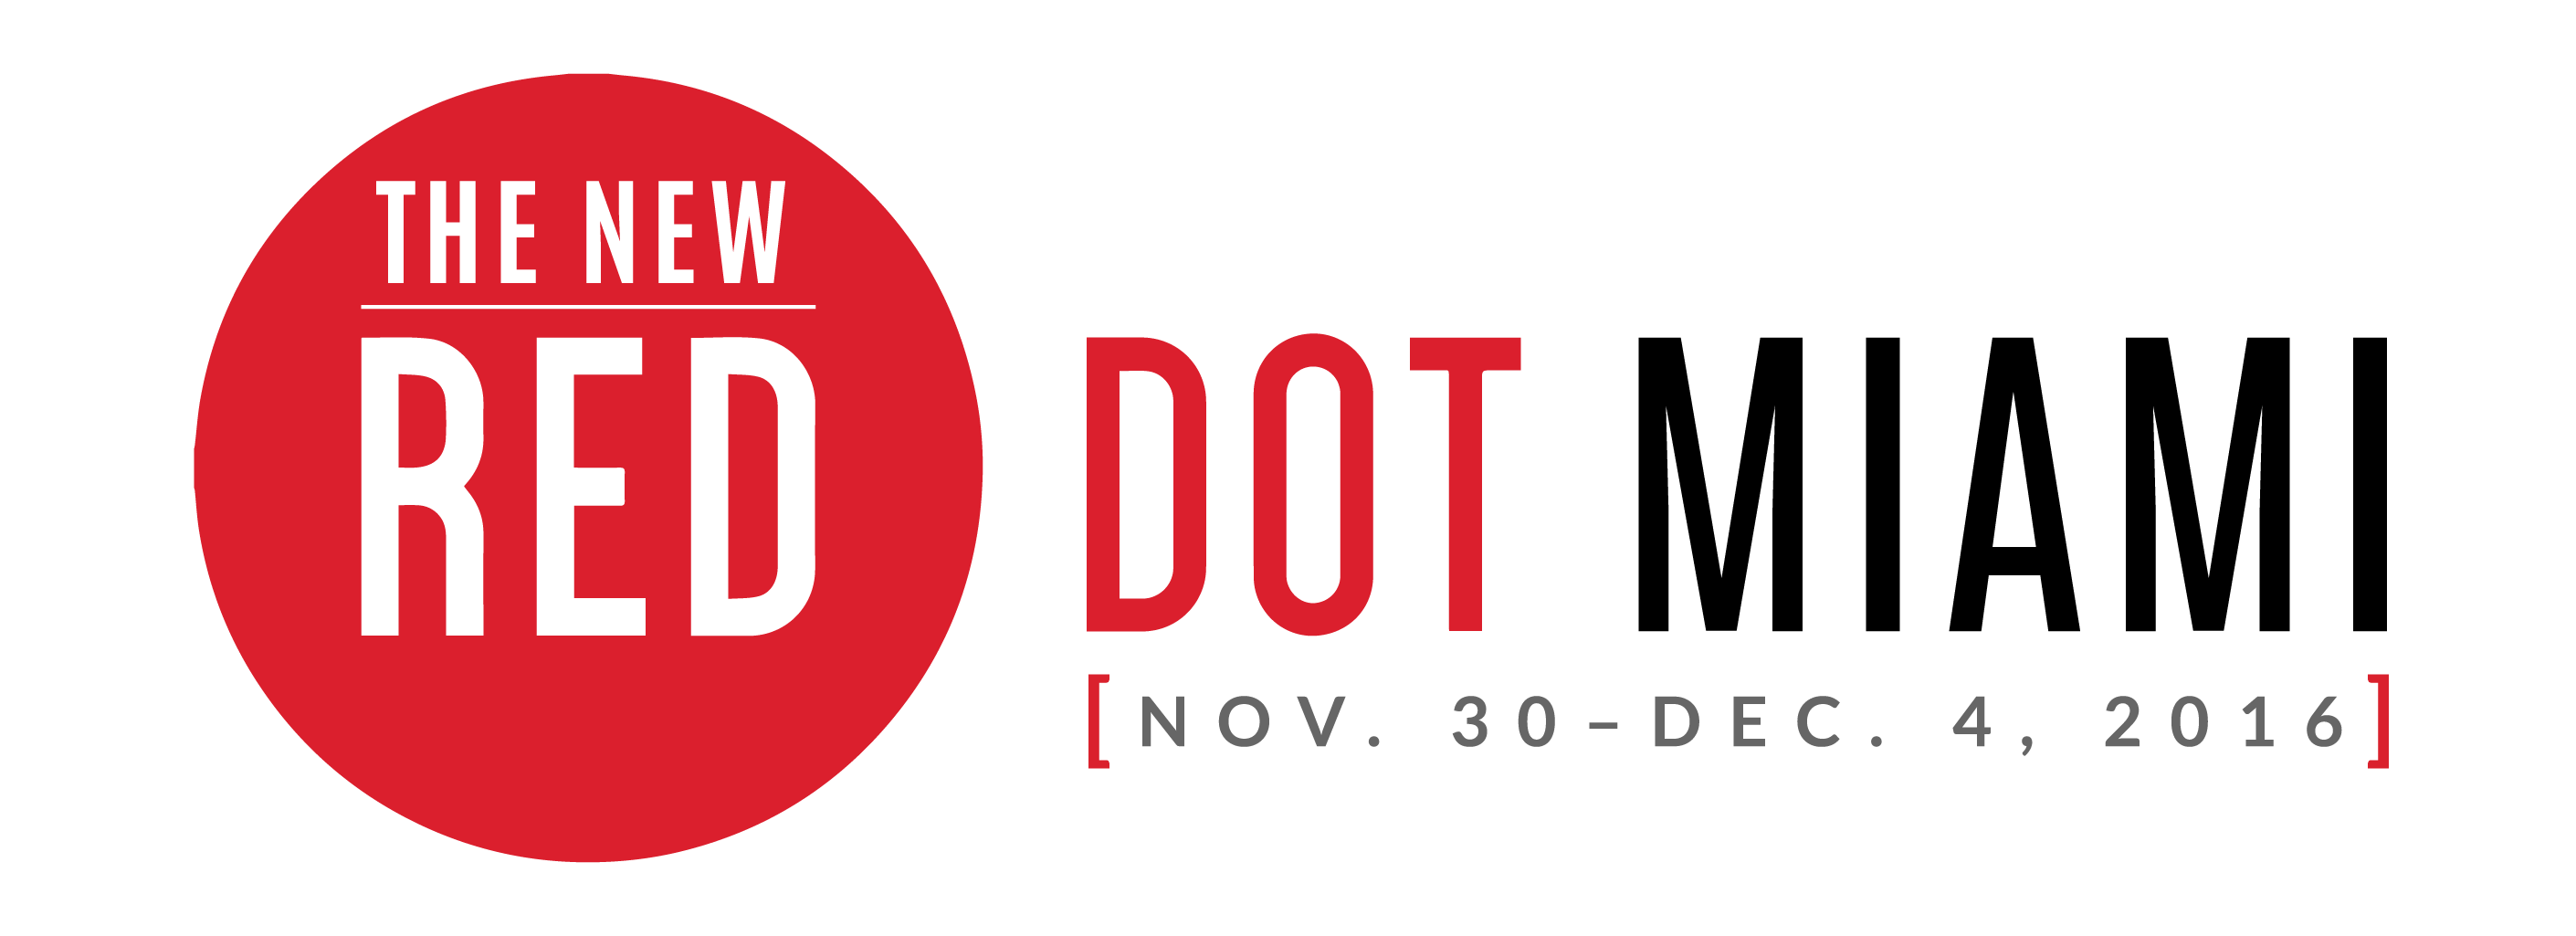 THE NEW
RED DOT MIAMI
[NOV. 30–DEC. 4, 2016]